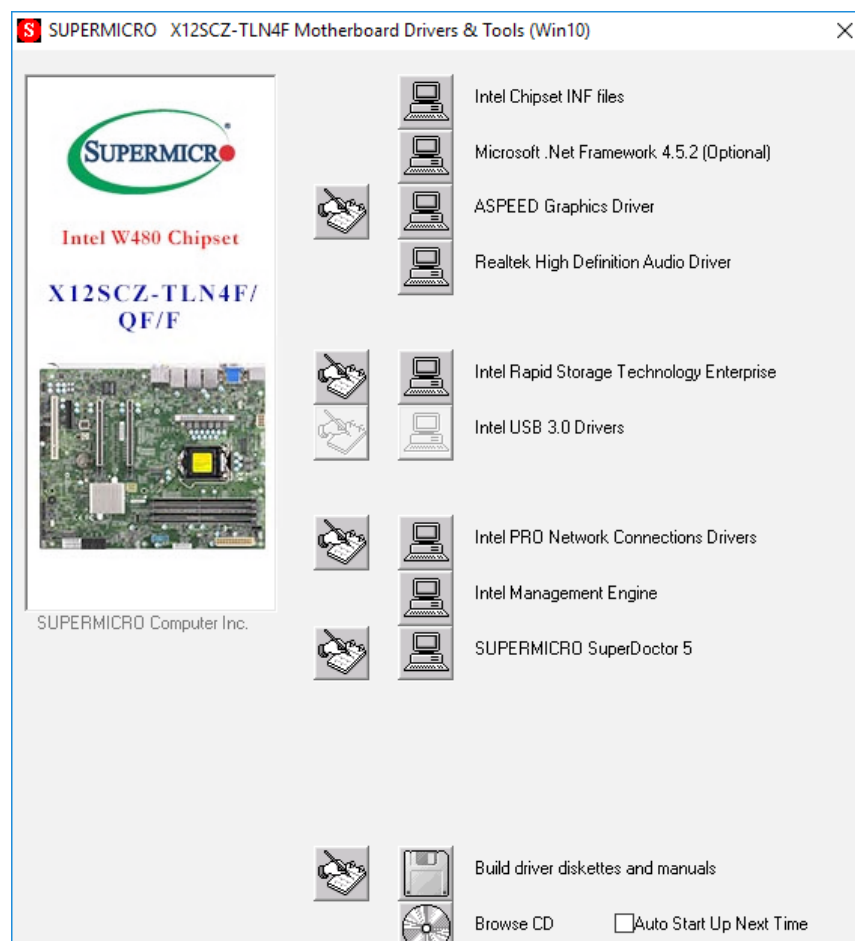 SUPERMICRO X12SCZ-TLN4F Motherboard Drivers & Tools (Win10)
SUPERMICRO
Intel W480 Chipset
X12SCZ-TLN4F/
QF/F
SUPERMICRO Computer Inc.
Intel Chipset INF files
Microsoft .Net Framework 4.5.2 (Optional)
ASPEED Graphics Driver
Realtek High Definition Audio Driver
Intel Rapid Storage Technology Enterprise
Intel USB 3.0 Drivers
Intel PRO Network Connections Drivers
Intel Management Engine
SUPERMICRO SuperDoctor 5
Build driver diskettes and manuals
Browse CD
Auto Start Up Next Time